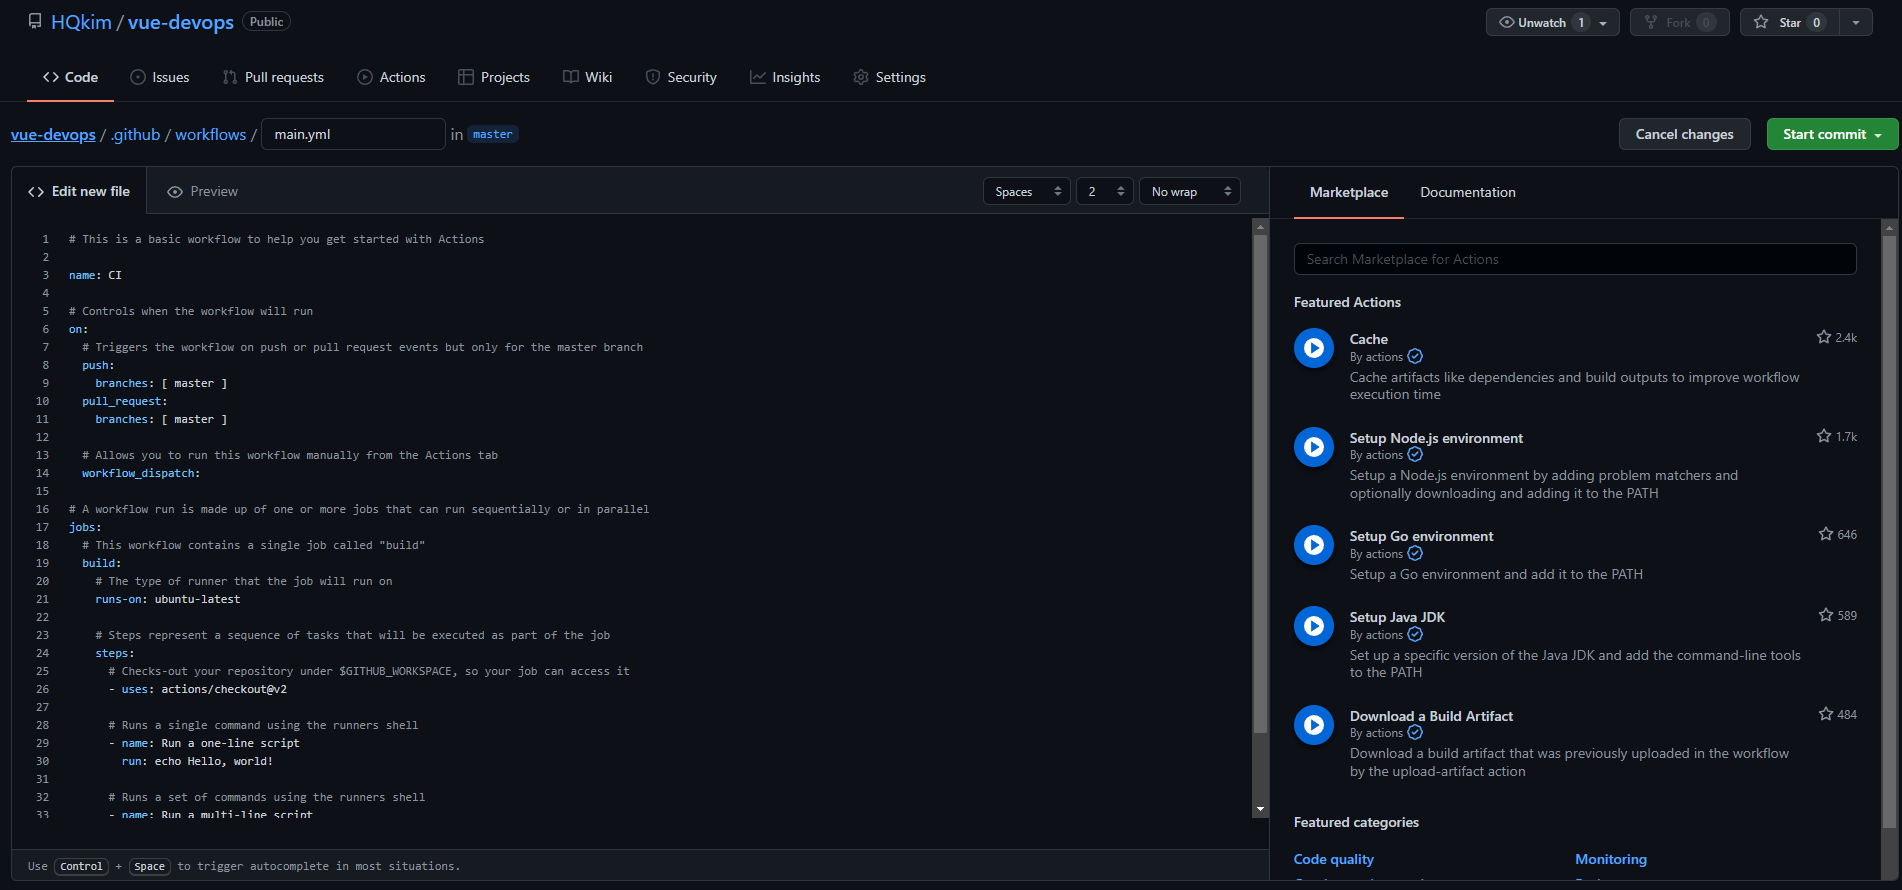 HQkim / vue-devops Public
Unwatch 1
Fork 0
Star 0
Code
Issues
Pull requests
Actions
Projects
Wiki
Security
Insights
Settings
vue-devops / .github / workflows / main.yml in master
Cancel changes
Start commit
Edit new file
Preview
Spaces
2
No wrap
1 # This is a basic workflow to help you get started with Actions
2
3 name: CI
4
5 # Controls when the workflow will run
6 on:
7 # Triggers the workflow on push or pull request events but only for the master branch
8 push:
9 branches: [ master ]
10 pull_request:
11 branches: [ master ]
12
13 # Allows you to run this workflow manually from the Actions tab
14 workflow_dispatch:
15
16 # A workflow run is made up of one or more jobs that can run sequentially or in parallel
17 jobs:
18 # This workflow contains a single job called "build"
19 build:
20 # The type of runner that the job will run on
21 runs-on: ubuntu-latest
22
23 # Steps represent a sequence of tasks that will be executed as part of the job
24 steps:
25 # Checks-out your repository under $GITHUB_WORKSPACE, so your job can access it
26 - uses: actions/checkout@v2
27
28 # Runs a single command using the runners shell
29 - name: Run a one-line script
30 run: echo Hello, world!
31
32 # Runs a set of commands using the runners shell
33 - name: Run a multi-line script
Use Control + Space to trigger autocomplete in most situations.
Marketplace
Documentation
Search Marketplace for Actions
Featured Actions
Cache
2.4k
By actions
Cache artifacts like dependencies and build outputs to improve workflow
execution time
Setup Node.js environment
1.7k
By actions
Setup a Node.js environment by adding problem matchers and
optionally downloading and adding it to the PATH
Setup Go environment
646
By actions
Setup a Go environment and add it to the PATH
Setup Java JDK
589
By actions
Set up a specific version of the Java JDK and add the command-line tools
to the PATH
Download a Build Artifact
484
By actions
Download a build artifact that was previously uploaded in the workflow
by the upload-artifact action
Featured categories
Code quality
Monitoring